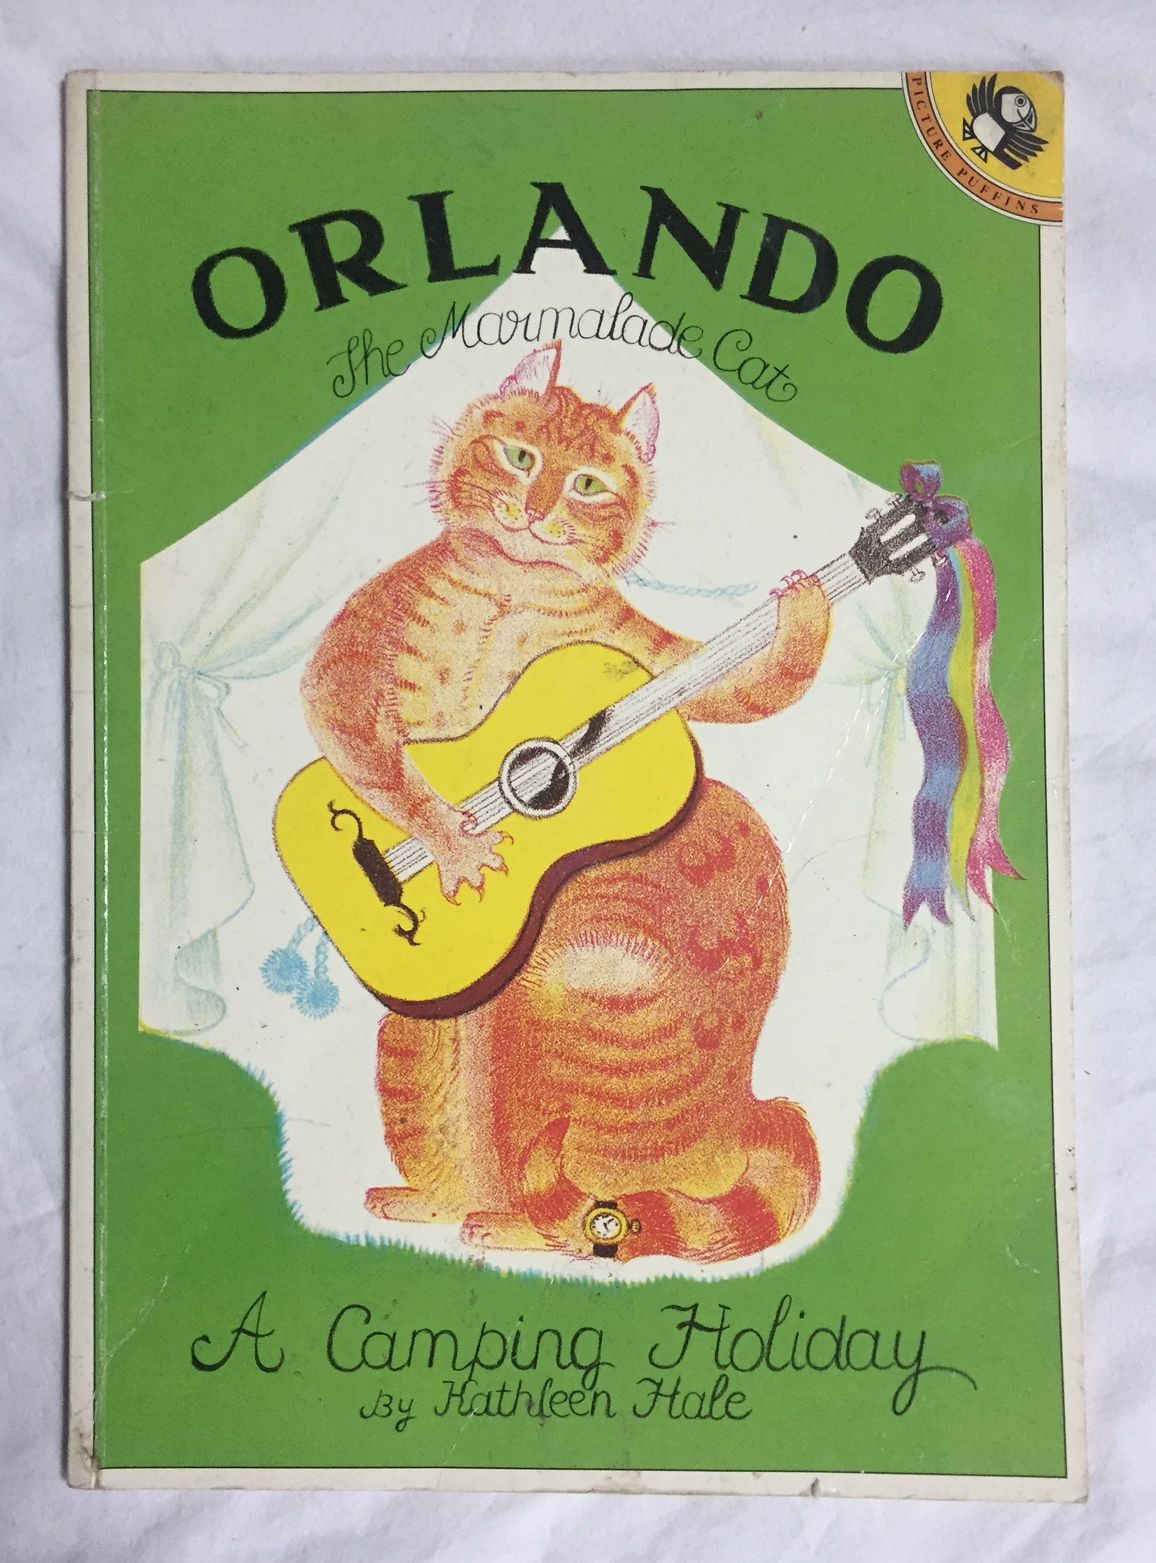 PICTURE PUFFINS
ORLANDO
The Marmalade Cat
A Camping Holiday
By Kathleen Hale